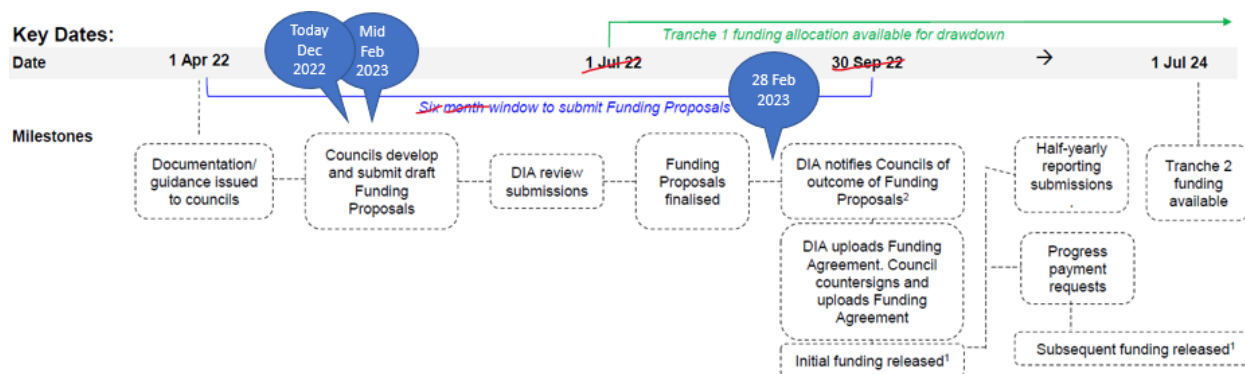 Key Dates:
Today
Dec
2022
Mid
Feb
2023
Tranche 1 funding allocation available for drawdown
Date
1 Apr 22
1 Jul 22
30 Sep 22
→
1 Jul 24
Six month window to submit Funding Proposals
28 Feb
2023
Milestones
Documentation/
guidance issued
to councils
Councils develop
and submit draft
Funding
Proposals
DIA review
submissions
Funding
Proposals
finalised
DIA notifies Councils of
outcome of Funding
Proposals²
DIA uploads Funding
Agreement. Council
countersigns and
uploads Funding
Agreement
Initial funding released¹
Half-yearly
reporting
submissions
.
Progress
payment
requests
Subsequent funding released¹
Tranche 2
funding
available